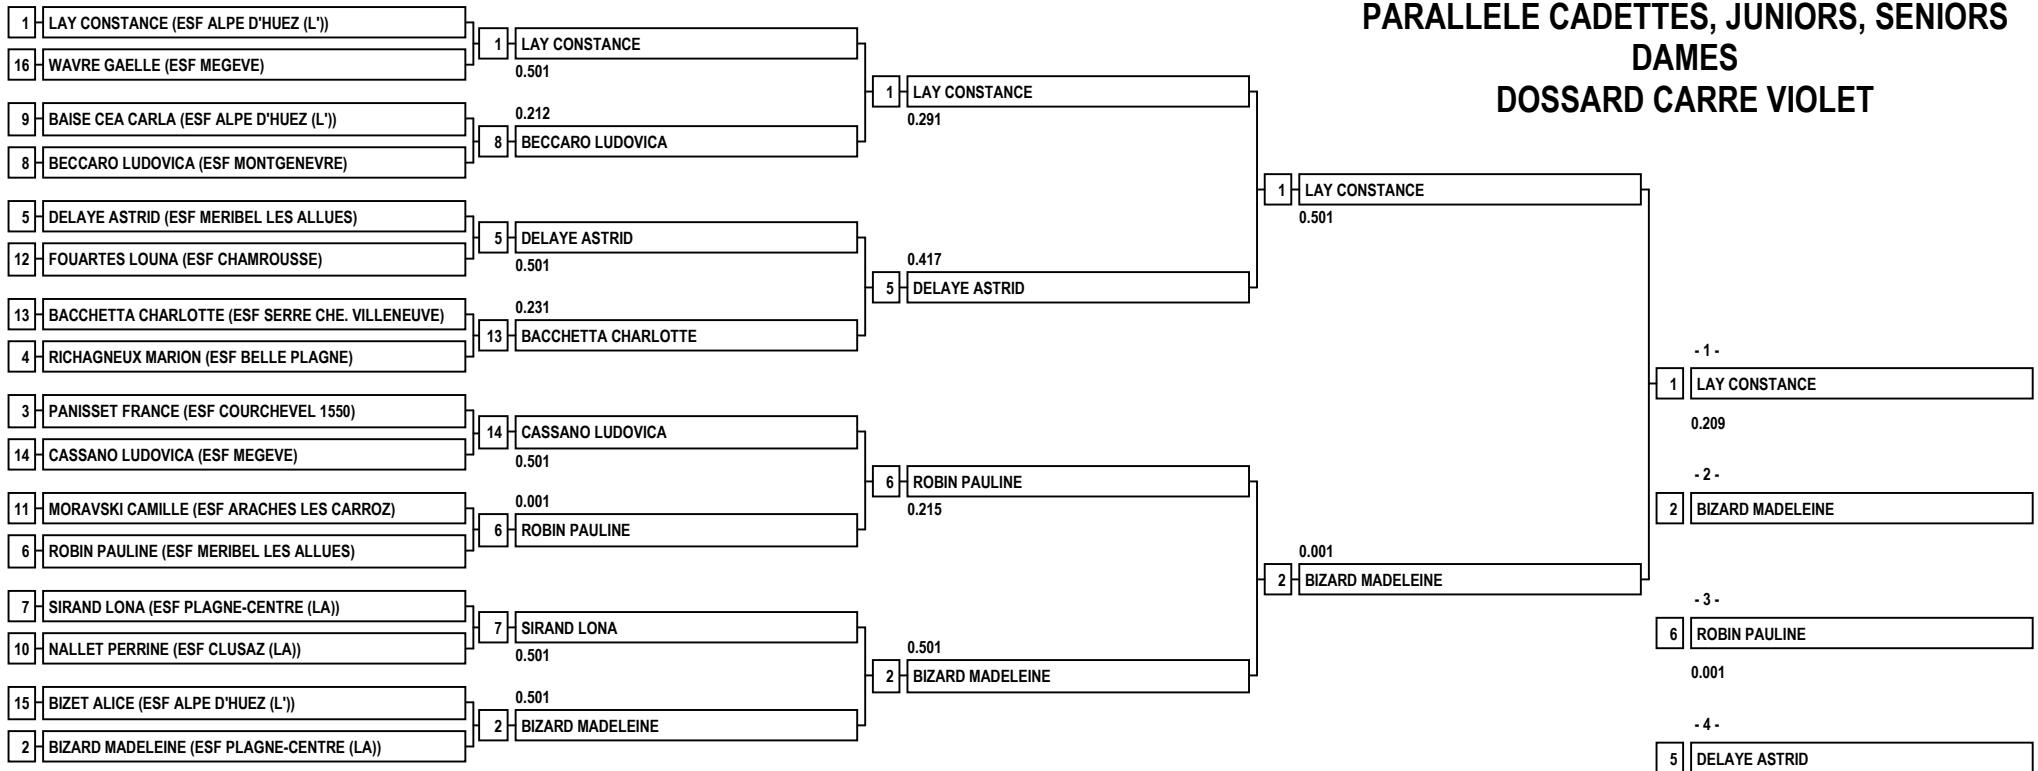 PARALLELE CADETTES, JUNIORS, SENIORS
DAMES
DOSSARD CARRE VIOLET
1 LAY CONSTANCE (ESF ALPE D'HUEZ (L'))
16 WAVRE GAELLE (ESF MEGEVE)
9 BAISE CEA CARLA (ESF ALPE D'HUEZ (L'))
8 BECCARO LUDOVICA (ESF MONTGENEVRE)
5 DELAYE ASTRID (ESF MERIBEL LES ALLUES)
12 FOUARTES LOUNA (ESF CHAMROUSSE)
13 BACCHETTA CHARLOTTE (ESF SERRE CHE. VILLENEUVE)
4 RICHAGNEUX MARION (ESF BELLE PLAGNE)
3 PANISSET FRANCE (ESF COURCHEVEL 1550)
14 CASSANO LUDOVICA (ESF MEGEVE)
11 MORAVSKI CAMILLE (ESF ARACHES LES CARROZ)
6 ROBIN PAULINE (ESF MERIBEL LES ALLUES)
7 SIRAND LONA (ESF PLAGNE-CENTRE (LA))
10 NALLET PERRINE (ESF CLUSAZ (LA))
15 BIZET ALICE (ESF ALPE D'HUEZ (L'))
2 BIZARD MADELEINE (ESF PLAGNE-CENTRE (LA))
1 LAY CONSTANCE
0.501
0.212
8 BECCARO LUDOVICA
5 DELAYE ASTRID
0.501
0.231
13 BACCHETTA CHARLOTTE
14 CASSANO LUDOVICA
0.501
0.001
6 ROBIN PAULINE
7 SIRAND LONA
0.501
0.501
2 BIZARD MADELEINE
1 LAY CONSTANCE
0.291
0.417
5 DELAYE ASTRID
6 ROBIN PAULINE
0.215
0.501
2 BIZARD MADELEINE
1 LAY CONSTANCE
0.501
0.001
2 BIZARD MADELEINE
- 1 -
1 LAY CONSTANCE
0.209
- 2 -
2 BIZARD MADELEINE
- 3 -
6 ROBIN PAULINE
0.001
- 4 -
5 DELAYE ASTRID